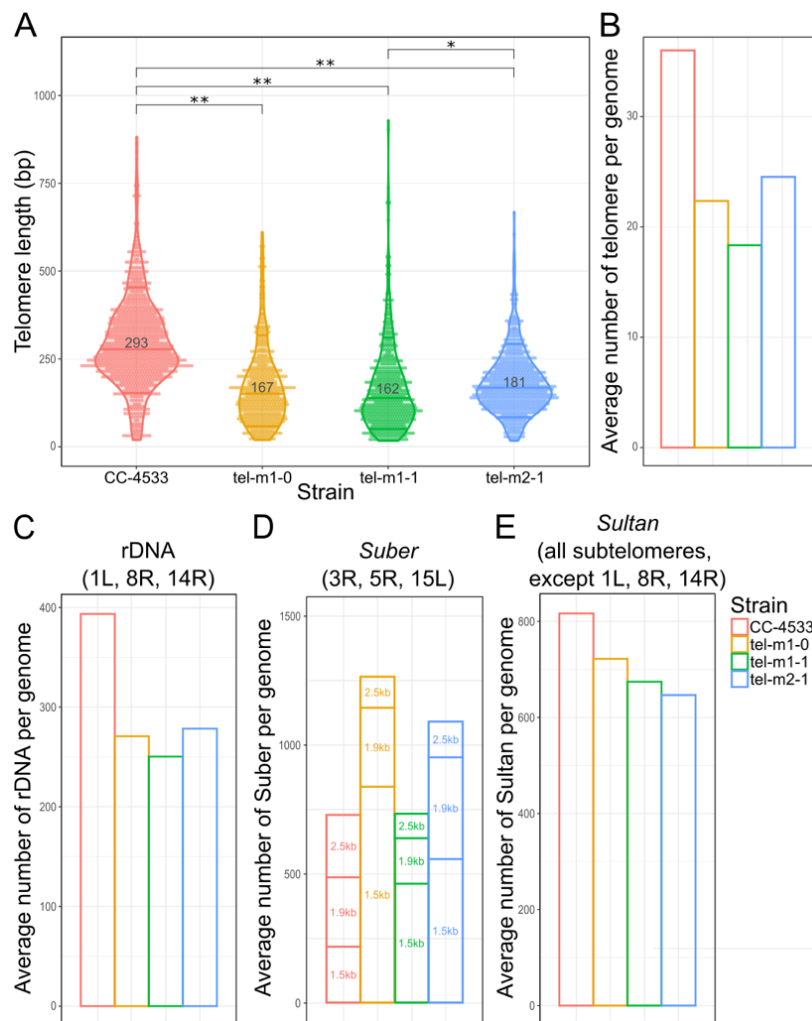 A
Telomere length (bp)
1000
750
500
250
0
**
**
**
*
293
167
162
181
CC-4533
tel-m1-0
tel-m1-1
tel-m2-1
Strain
B
Average number of telomere per genome
30
20
10
0
C
rDNA
(1L, 8R, 14R)
Average number of rDNA per genome
400
300
200
100
0
D
Suber
(3R, 5R, 15L)
Average number of Suber per genome
1500
1000
500
0
2.5kb
1.9kb
1.5kb
2.5kb
1.9kb
1.5kb
2.5kb
1.9kb
1.5kb
2.5kb
1.9kb
1.5kb
E
Sultan
(all subtelomeres,
except 1L, 8R, 14R)
Average number of Sultan per genome
800
600
400
200
0
Strain
CC-4533
tel-m1-0
tel-m1-1
tel-m2-1